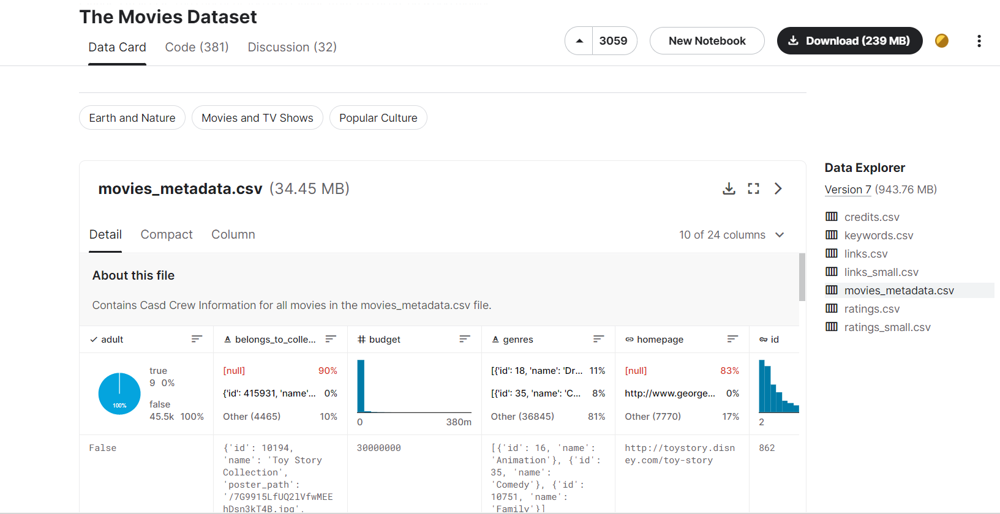 The Movies Dataset
Data Card Code (381) Discussion (32)
3059 New Notebook Download (239 MB)
Earth and Nature Movies and TV Shows Popular Culture
movies_metadata.csv (34.45 MB)
Detail Compact Column 10 of 24 columns
About this file
Contains Casd Crew Information for all movies in the movies_metadata.csv file.
adult belongs_to_colle... budget genres homepage id
true
9 0%
false
45.5k 100%
100%
[null] 90%
{'id': 415931, 'name'... 0%
Other (4465) 10%
0 380m
[{'id': 18, 'name': 'Dr... 11%
[{'id': 35, 'name': 'C... 8%
Other (36845) 81%
[null] 83%
http://www.george... 0%
Other (7770) 17%
2
False
{'id': 10194,
'name': 'Toy Story
Collection',
'poster_path':
'/7G9915LfUQ2lVfwMEE
hDsn3kT4B.jpg',
30000000
[{'id': 16, 'name':
'Animation'}, {'id':
35, 'name':
'Comedy'}, {'id':
10751, 'name':
'Family'}]
http://toystory.disn
ey.com/toy-story
862
Data Explorer
Version 7 (943.76 MB)
credits.csv
keywords.csv
links.csv
links_small.csv
movies_metadata.csv
ratings.csv
ratings_small.csv